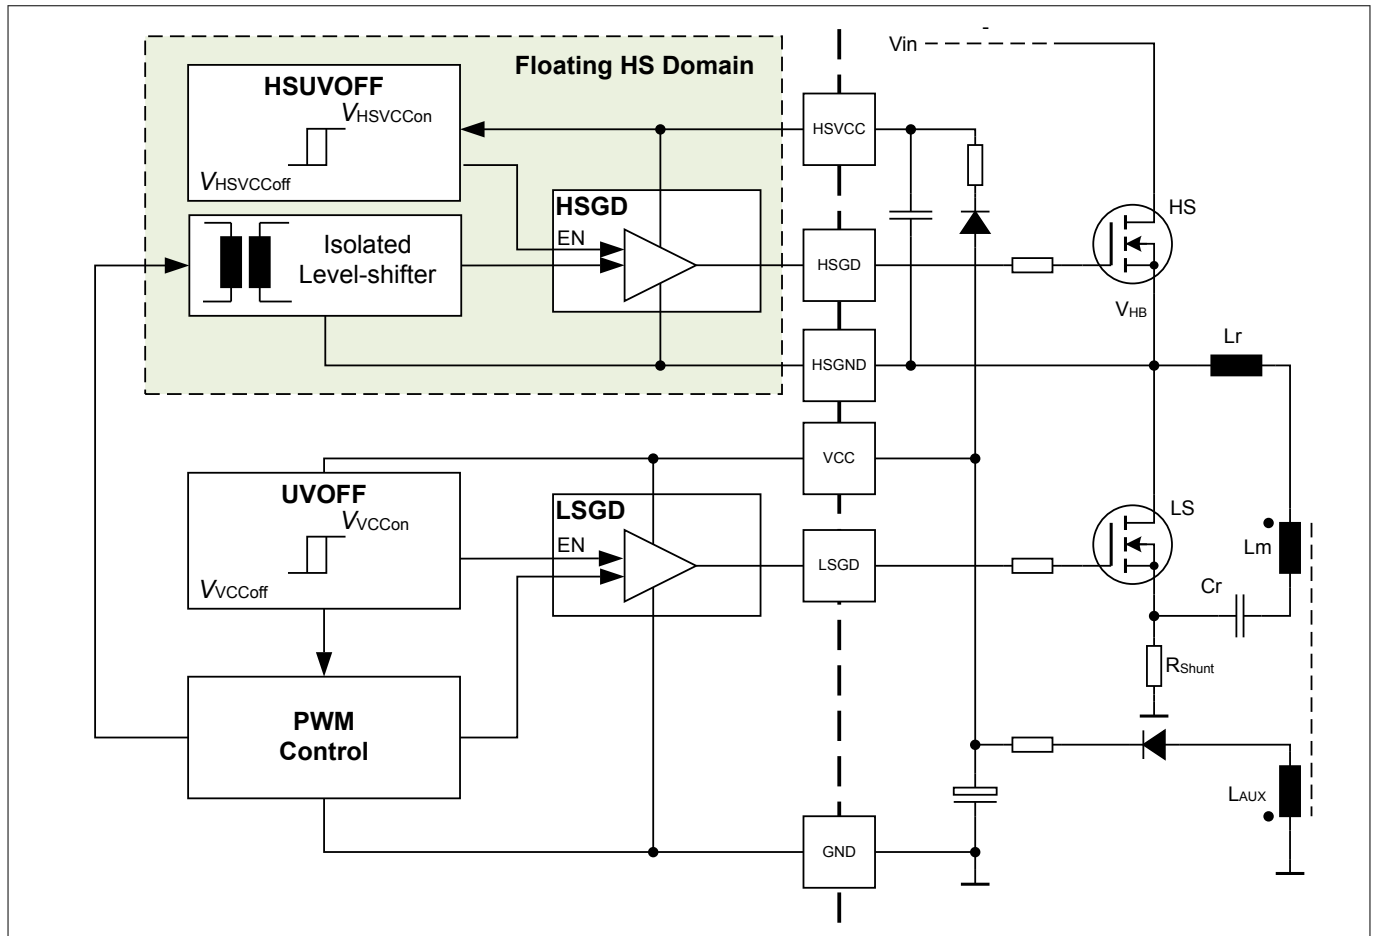 Vin
Floating HS Domain
HSUVOFF
VHSVCCon
VHSVCCoff
HSVCC
HSGD
EN
Isolated
Level-shifter
HSGD
HS
VHB
HSGND
Lr
VCC
UVOFF
VVCCon
VVCCoff
LSGD
EN
LSGD
LS
Lm
Cr
RShunt
PWM
Control
LAUX
GND